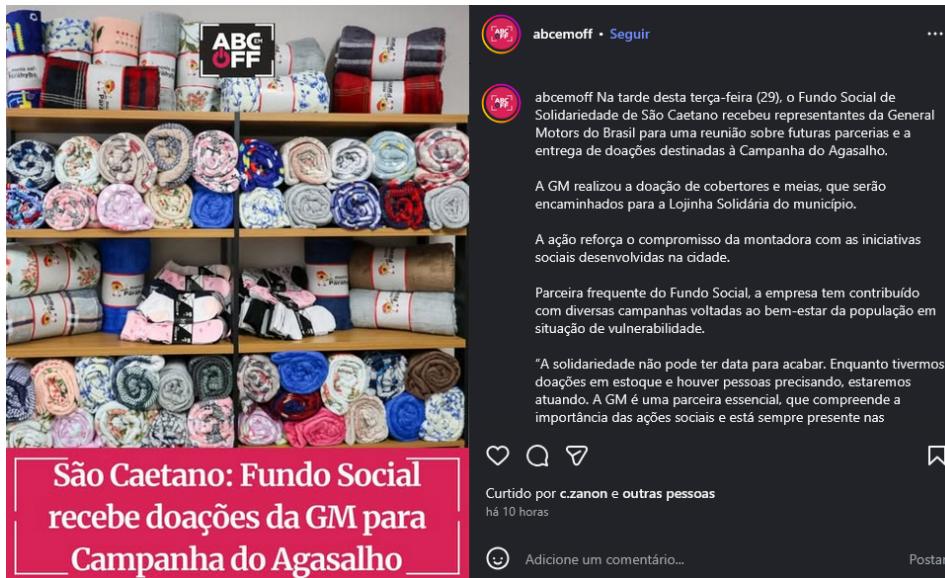 ABC EM
OFF
São Caetano: Fundo Social
recebe doações da GM para
Campanha do Agasalho
abcemoff • Seguir
abcemoff Na tarde desta terça-feira (29), o Fundo Social de
Solidariedade de São Caetano recebeu representantes da General
Motors do Brasil para uma reunião sobre futuras parcerias e a
entrega de doações destinadas à Campanha do Agasalho.
A GM realizou a doação de cobertores e meias, que serão
encaminhados para a Lojinha Solidária do município.
A ação reforça o compromisso da montadora com as iniciativas
sociais desenvolvidas na cidade.
Parceira frequente do Fundo Social, a empresa tem contribuído
com diversas campanhas voltadas ao bem-estar da população em
situação de vulnerabilidade.
“A solidariedade não pode ter data para acabar. Enquanto tivermos
doações em estoque e houver pessoas precisando, estaremos
atuando. A GM é uma parceira essencial, que compreende a
importância das ações sociais e está sempre presente nas
Curtido por c.zanon e outras pessoas
há 10 horas
Adicione um comentário...
Postar